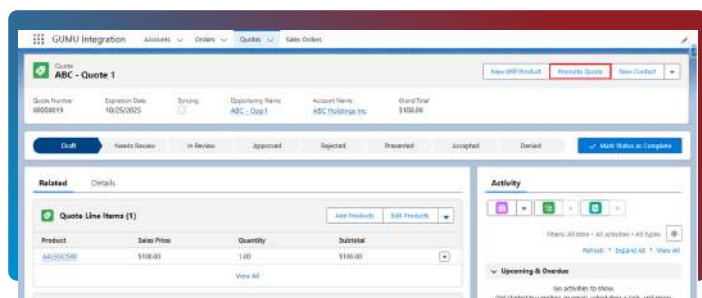 GUMU Integration Accounts Orders Quotes Sales Orders
Quote
ABC - Quote 1
New ERP Product Promote Quote New Contact
Quote Number Expiration Date Syncing Opportunity Name Account Name Grand Total
00000019 10/25/2025 ABC - Opp1 ABC Holdings Inc $100.00
Draft Needs Review In Review Approved Rejected Presented Accepted Denied Mark Status as Complete
Related Details
Activity
Quote Line Items (1) Add Products Edit Products
Filters: All time • All activities • All types
Product Sales Price Quantity Subtotal
Refresh • Expand All • View All
$100.00 1.00 $100.00
View All
Upcoming & Overdue
No activities to show.